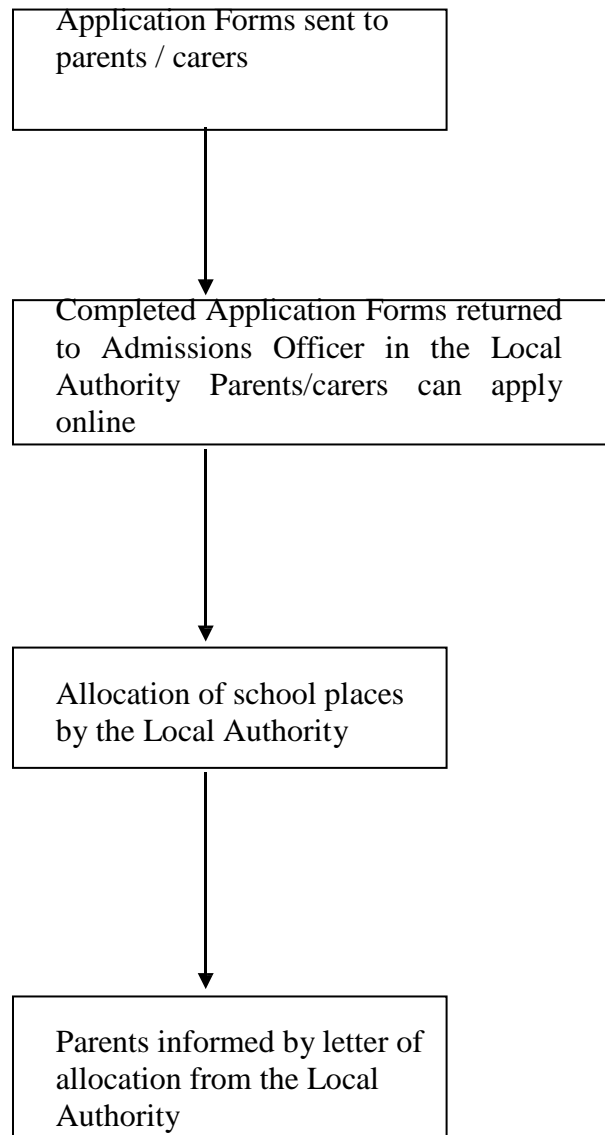 Application Forms sent to
parents / carers
Completed Application Forms returned
to Admissions Officer in the Local
Authority Parents/carers can apply
online
Allocation of school places
by the Local Authority
Parents informed by letter of
allocation from the Local
Authority